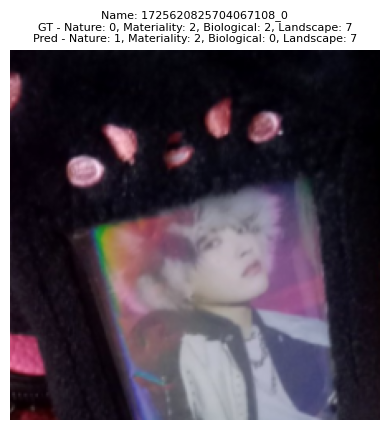 Name: 1725620825704067108_0
GT - Nature: 0, Materiality: 2, Biological: 2, Landscape: 7
Pred - Nature: 1, Materiality: 2, Biological: 0, Landscape: 7